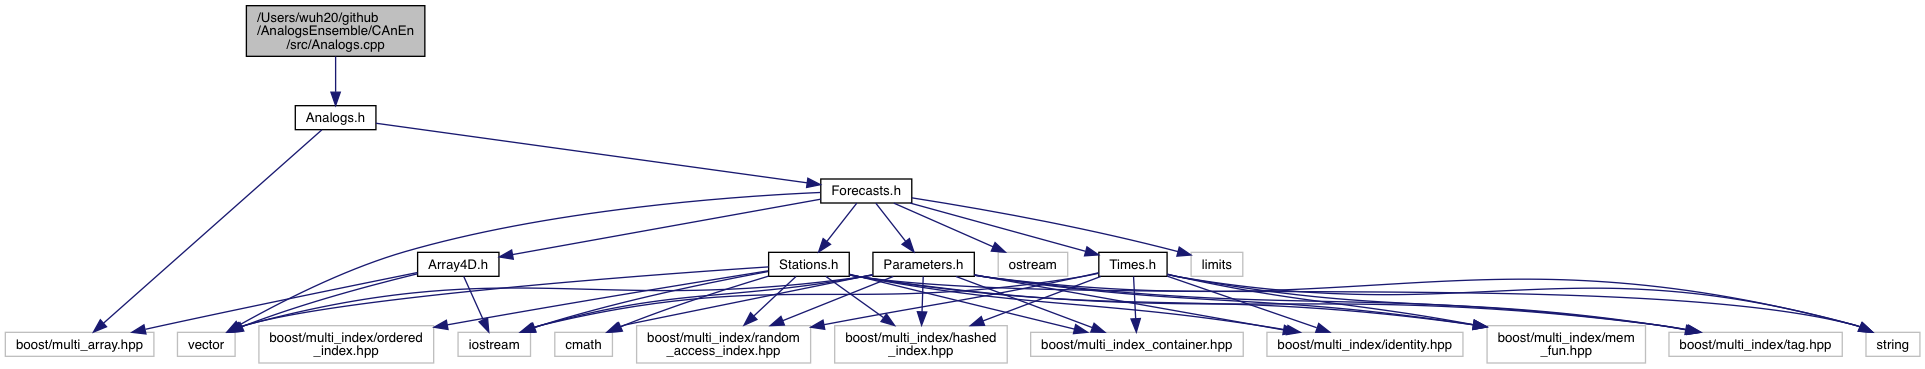 /Users/wuh20/github
/AnalogsEnsemble/CAnEn
/src/Analogs.cpp
Analogs.h
Forecasts.h
Array4D.h
Stations.h
Parameters.h
ostream
Times.h
limits
boost/multi_array.hpp
vector
boost/multi_index/ordered
_index.hpp
iostream
cmath
boost/multi_index/random
_access_index.hpp
boost/multi_index/hashed
_index.hpp
boost/multi_index_container.hpp
boost/multi_index/identity.hpp
boost/multi_index/mem
_fun.hpp
boost/multi_index/tag.hpp
string